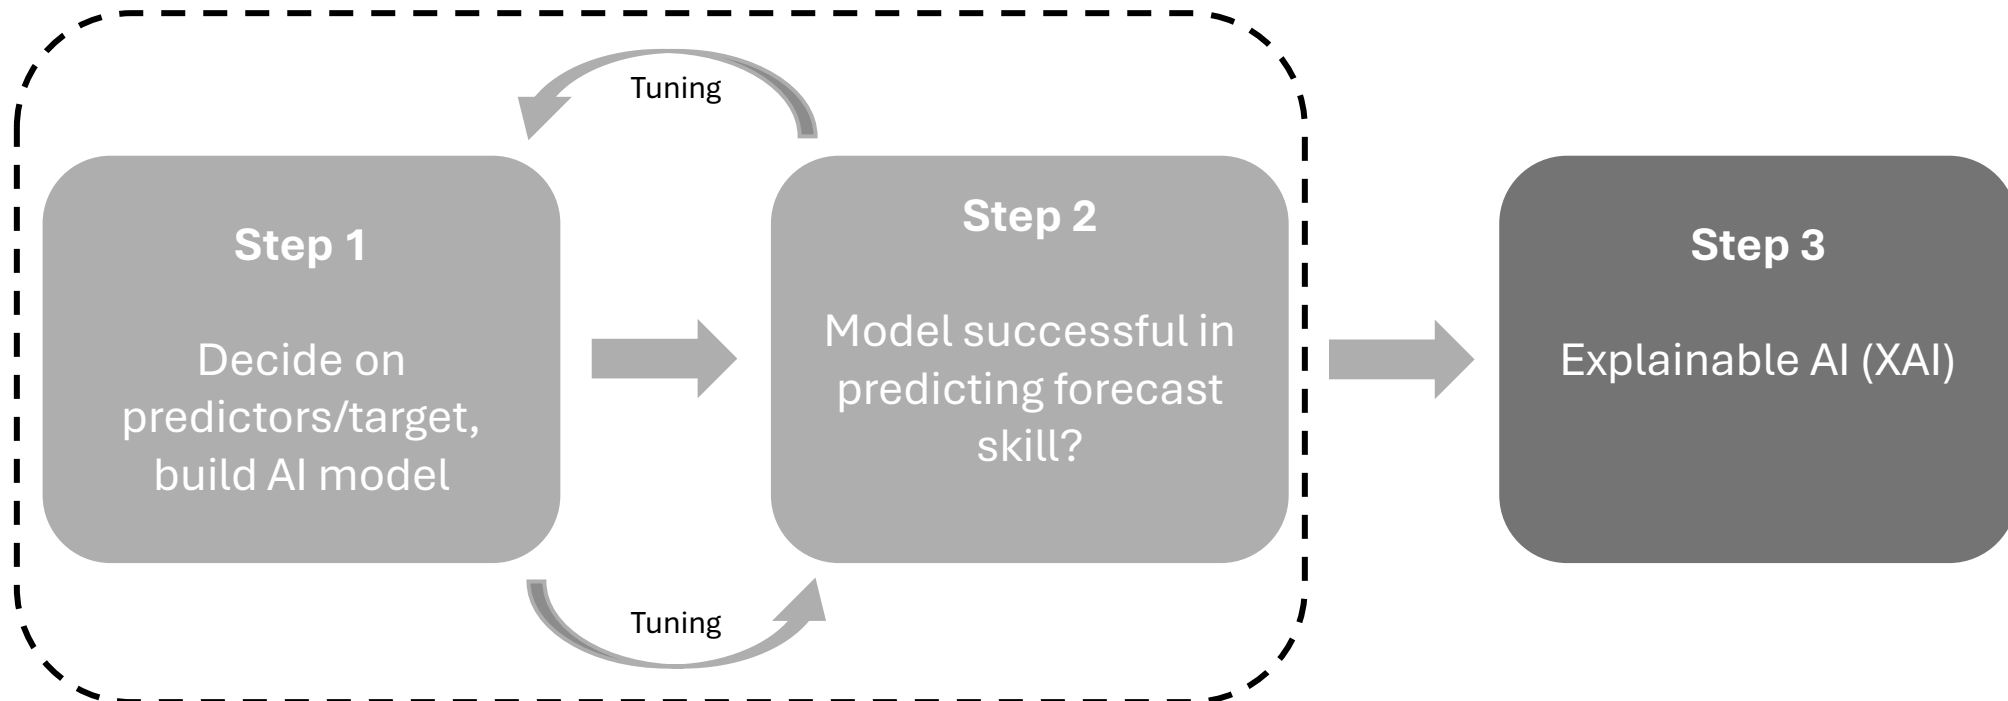 Tuning
Step 1
Decide on
predictors/target,
build AI model
Step 2
Model successful in
predicting forecast
skill?
Step 3
Explainable AI (XAI)
Tuning